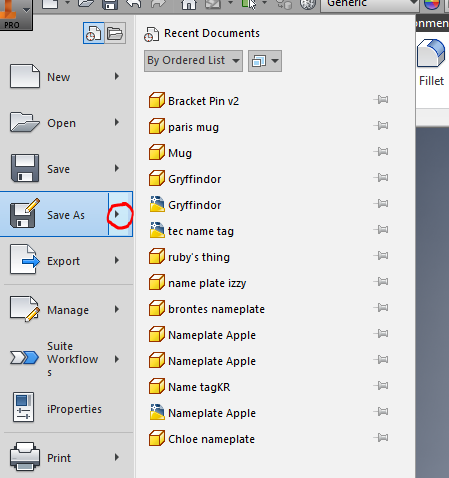 PRO
Generic
onmen
Fillet
Recent Documents
By Ordered List
New
Open
Save
Save As
Export
Manage
Suite
Workflow
s
iProperties
Print
Bracket Pin v2
paris mug
Mug
Gryffindor
Gryffindor
tec name tag
ruby's thing
name plate izzy
brontes nameplate
Nameplate Apple
Nameplate Apple
Name tagKR
Nameplate Apple
Chloe nameplate